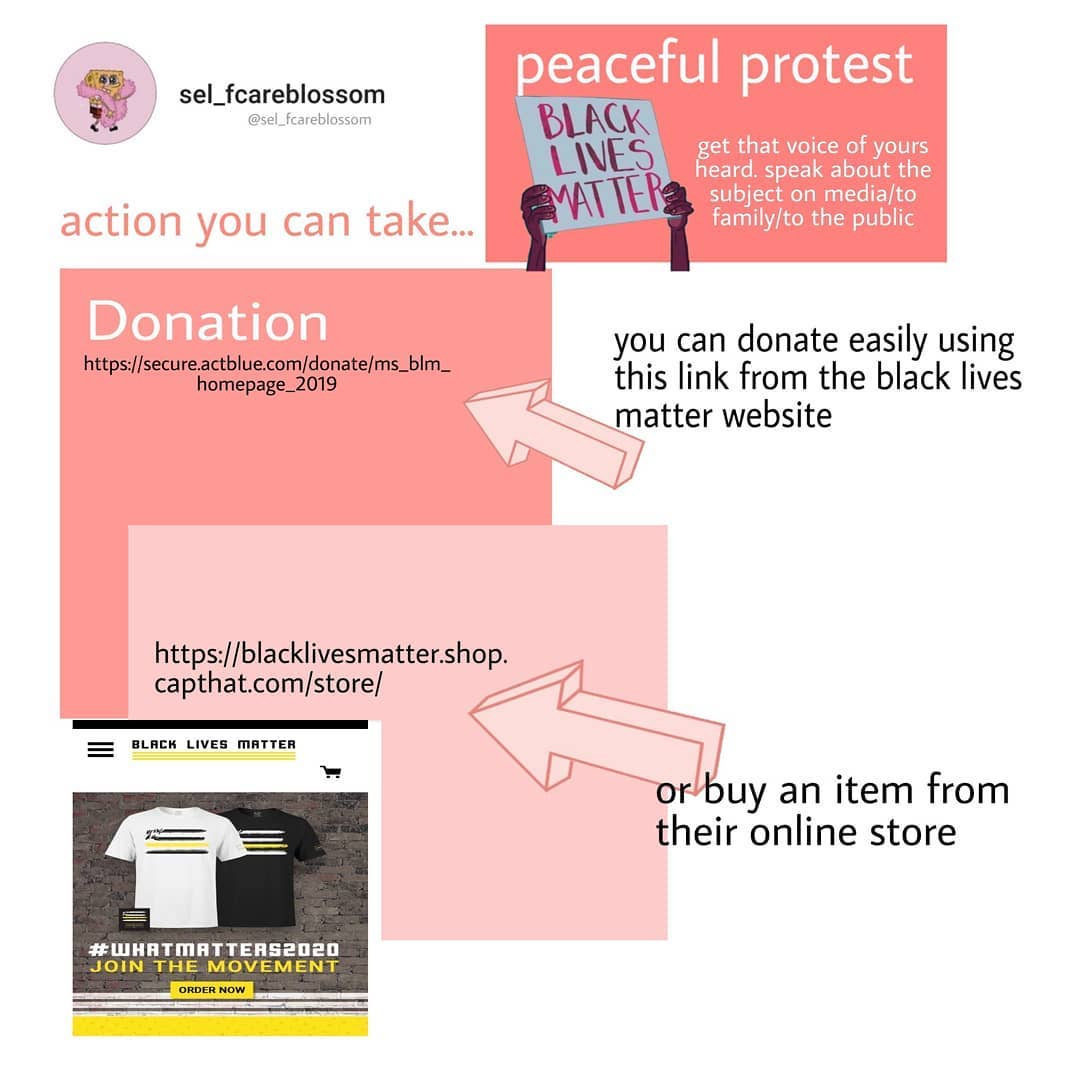 sel_fcareblossom
@sel_fcareblossom
peaceful protest
BLACK
LIVES
MATTER
get that voice of yours
heard. speak about the
subject on media/to
family/to the public
action you can take...
Donation
https://secure.actblue.com/donate/ms_blm_
homepage_2019
you can donate easily using
this link from the black lives
matter website
https://blacklivesmatter.shop.
capthat.com/store/
or buy an item from
their online store
BLACK LIVES MATTER
#WHATMATTERS2020
JOIN THE MOVEMENT
ORDER NOW